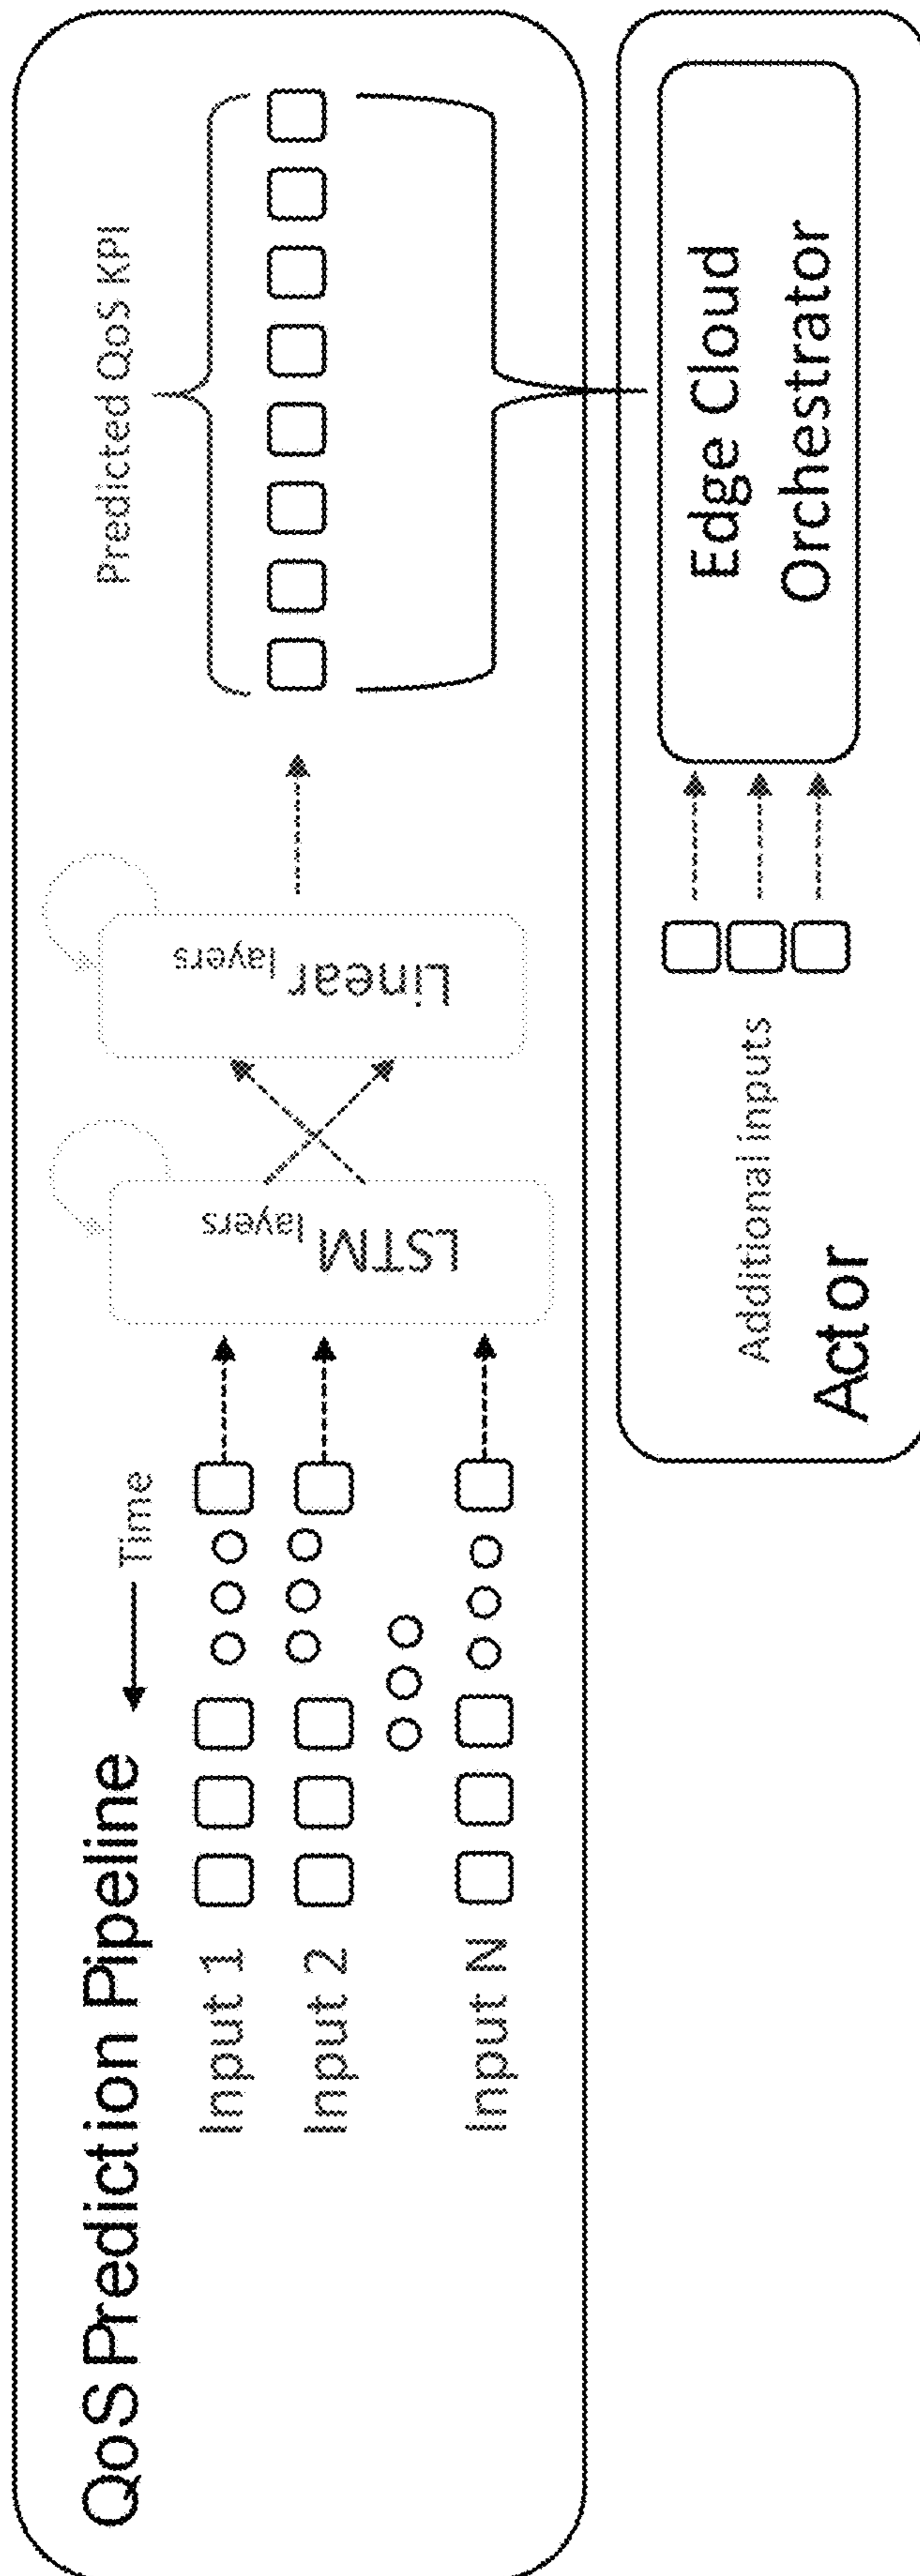 QoS Prediction Pipeline
Time
Input 1
Input 2
Input N
LSTM
layers
Linear
layers
Predicted QoS KPI
Actor
Additional inputs
Edge Cloud
Orchestrator